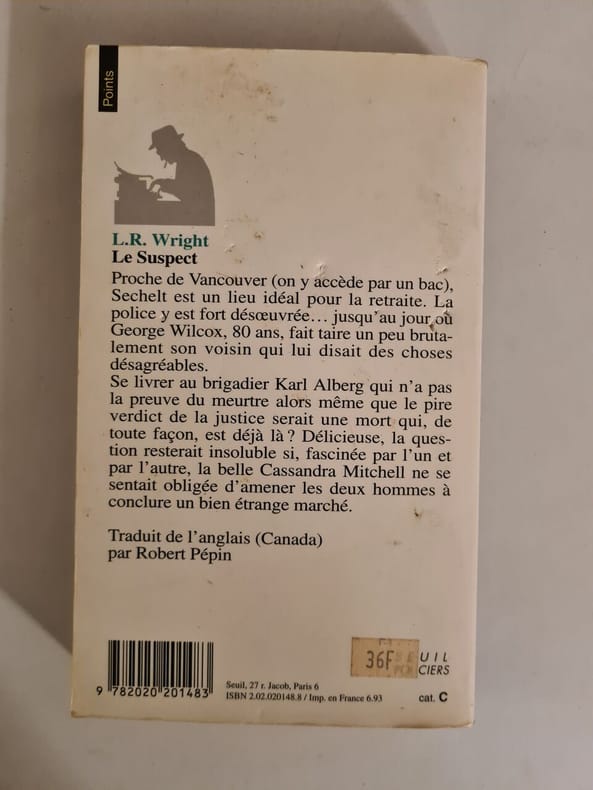 Points
L.R. Wright
Le Suspect
Proche de Vancouver (on y accède par un bac),
Sechelt est un lieu idéal pour la retraite. La
police y est fort désœuvrée... jusqu'au jour où
George Wilcox, 80 ans, fait taire un peu bruta-
lement son voisin qui lui disait des choses
désagréables.
Se livrer au brigadier Karl Alberg qui n'a pas
la preuve du meurtre alors même que le pire
verdict de la justice serait une mort qui, de
toute façon, est déjà là ? Délicieuse, la ques-
tion resterait insoluble si, fascinée par l'un et
par l'autre, la belle Cassandra Mitchell ne se
sentait obligée d'amener les deux hommes à
conclure un bien étrange marché.
Traduit de l'anglais (Canada)
par Robert Pépin
9 782020 201483
Seuil, 27 r. Jacob, Paris 6
ISBN 2.02.020148.8 / Imp. en France 6.93
36F
SEUIL
POLICIERS
cat. C